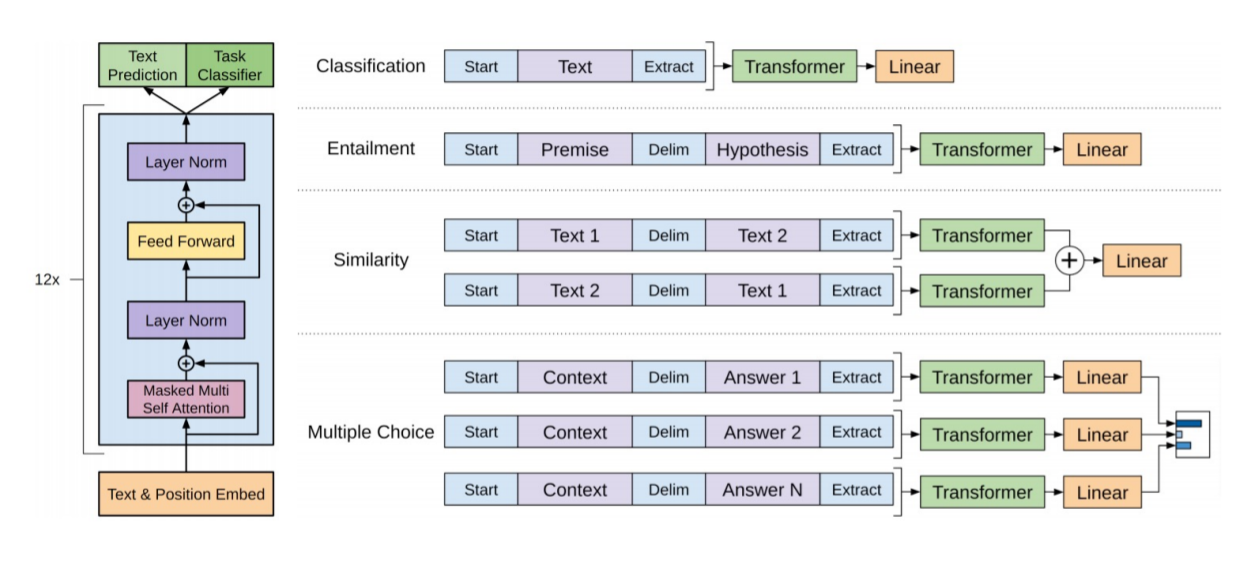 Text
Prediction
Task
Classifier
12x
Layer Norm
Feed Forward
Layer Norm
Masked Multi
Self Attention
Text & Position Embed
Classification
Start Text Extract Transformer Linear
Entailment
Start Premise Delim Hypothesis Extract Transformer Linear
Similarity
Start Text 1 Delim Text 2 Extract Transformer
Start Text 2 Delim Text 1 Extract Transformer
Linear
Multiple Choice
Start Context Delim Answer 1 Extract Transformer Linear
Start Context Delim Answer 2 Extract Transformer Linear
Start Context Delim Answer N Extract Transformer Linear